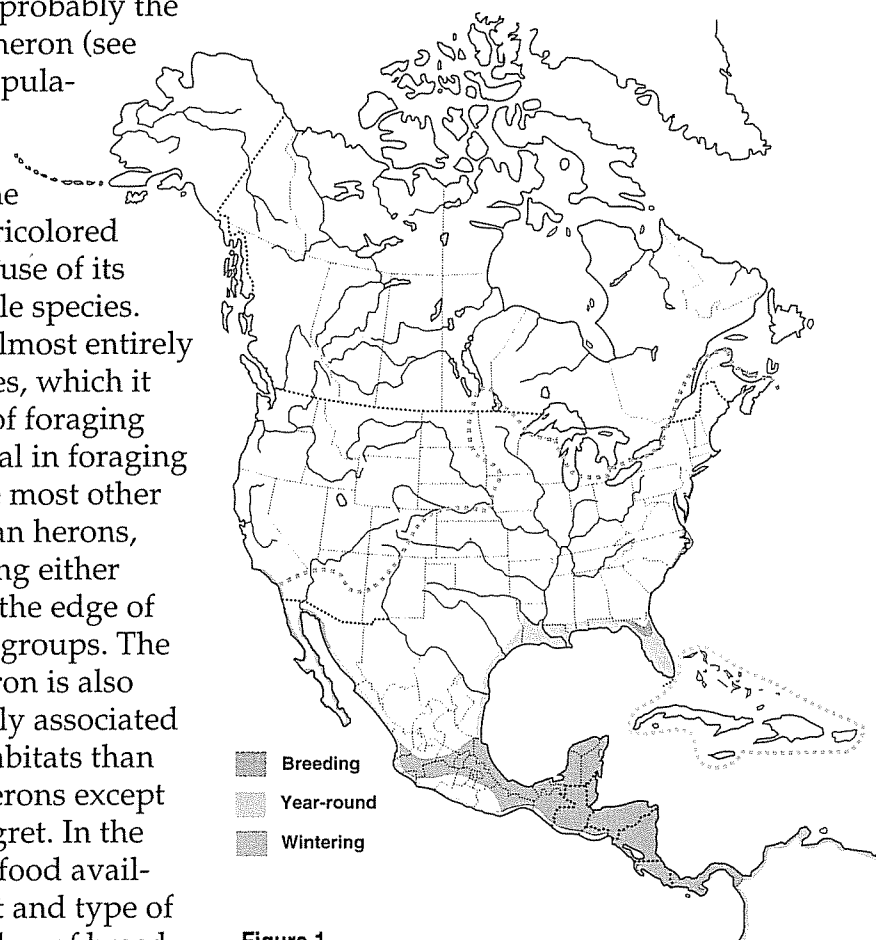 probably the
heron (see
pula-
ricolored
use of its
le species.
lmost entirely
es, which it
of foraging
al in foraging
most other
an herons,
ng either
the edge of
groups. The
ron is also
ly associated
abitats than
erons except
gret. In the
food avail-
t and type of
Breeding
Year-round
Wintering
Figure 1